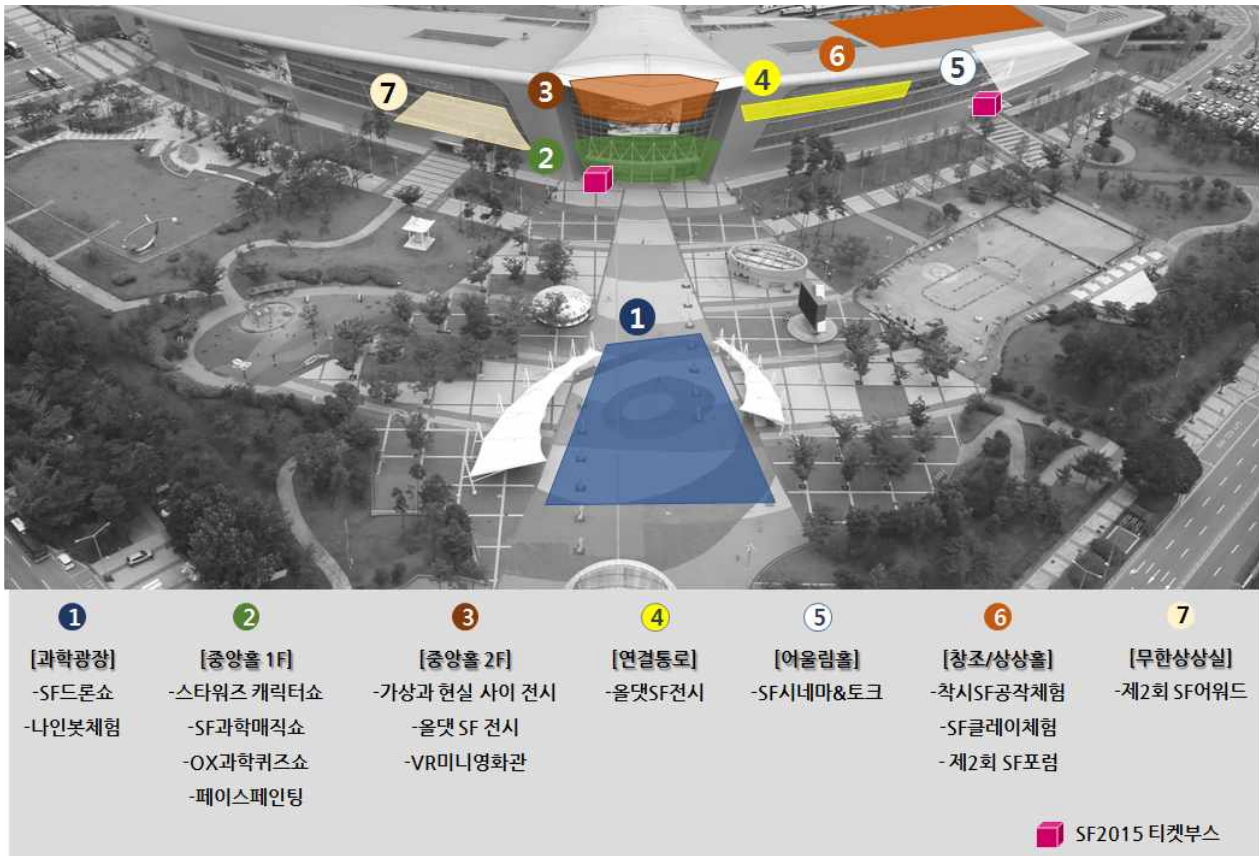 7
3
2
4
6
5
1
1
2
3
4
5
6
7
[과학광장]
-SF드론쇼
-나인봇체험
[중앙홀 1F]
-스타워즈 캐릭터쇼
-SF과학매직쇼
-OX과학퀴즈쇼
-페이스페인팅
[중앙홀 2F]
-가상과 현실 사이 전시
-올댓 SF 전시
-VR미니영화관
[연결통로]
-올댓SF전시
[어울림홀]
-SF시네마&토크
[창조/상상홀]
-착시SF공작체험
-SF클레이체험
- 제2회 SF포럼
[무한상상실]
-제2회 SF어워드
SF2015 티켓부스